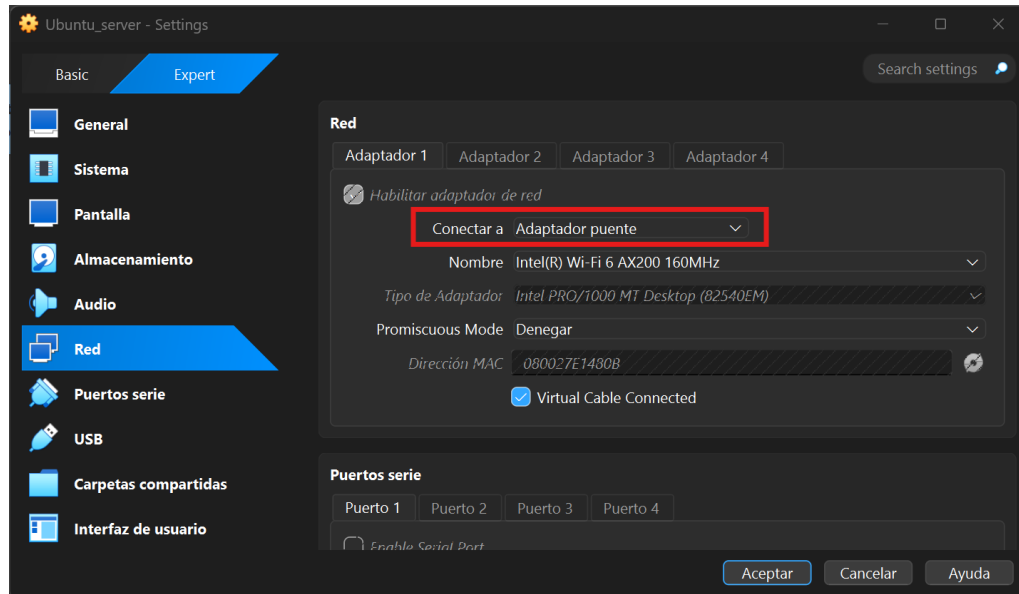 Ubuntu_server - Settings
Basic Expert Search settings
General
Sistema
Pantalla
Almacenamiento
Audio
Red
Puertos serie
USB
Carpetas compartidas
Interfaz de usuario
Red
Adaptador 1 Adaptador 2 Adaptador 3 Adaptador 4
Habilitar adaptador de red
Conectar a Adaptador puente
Nombre Intel(R) Wi-Fi 6 AX200 160MHz
Tipo de Adaptador Intel PRO/1000 MT Desktop (82540EM)
Promiscuous Mode Denegar
Dirección MAC 080027E1480B
Virtual Cable Connected
Puertos serie
Puerto 1 Puerto 2 Puerto 3 Puerto 4
Enable Serial Port
Aceptar Cancelar Ayuda